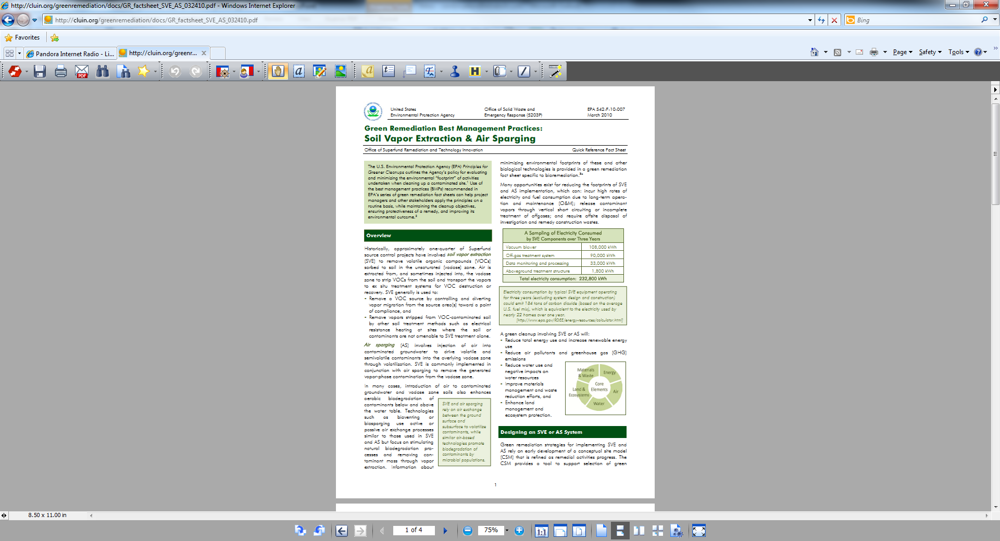 http://cluin.org/greenremediation/docs/GR_factsheet_SVE_AS_032410.pdf - Windows Internet Explorer
http://cluin.org/greenremediation/docs/GR_factsheet_SVE_AS_032410.pdf
Bing
Favorites
Pandora Internet Radio - Li...
http://cluin.org/greenr...
Page
Safety
Tools
United States
Environmental Protection Agency
Office of Solid Waste and
Emergency Response (5203P)
EPA 542-F-10-007
March 2010
Green Remediation Best Management Practices:
Soil Vapor Extraction & Air Sparging
Office of Superfund Remediation and Technology Innovation
Quick Reference Fact Sheet
The U.S. Environmental Protection Agency (EPA) Principles for
Greener Cleanups outlines the Agency's policy for evaluating
and minimizing the environmental "footprint" of activities
undertaken when cleaning up a contaminated site.1 Use of
the best management practices (BMPs) recommended in
EPA's series of green remediation fact sheets can help project
managers and other stakeholders apply the principles on a
routine basis, while maintaining the cleanup objectives,
ensuring protectiveness of a remedy, and improving its
environmental outcome.2
Overview
Historically, approximately one-quarter of Superfund
source control projects have involved soil vapor extraction
(SVE) to remove volatile organic compounds (VOCs)
sorbed to soil in the unsaturated (vadose) zone. Air is
extracted from, and sometimes injected into, the vadose
zone to strip VOCs from the soil and transport the vapors
to ex situ treatment systems for VOC destruction or
recovery. SVE generally is used to:
- Remove a VOC source by controlling and diverting
vapor migration from the source area(s) toward a point
of compliance, and
- Remove vapors stripped from VOC-contaminated soil
by other soil treatment methods such as electrical
resistance heating at sites where the soil or
contaminants are not amenable to SVE treatment alone.
Air sparging (AS) involves injection of air into
contaminated groundwater to drive volatile and
semivolatile contaminants into the overlying vadose zone
through volatilization. SVE is commonly implemented in
conjunction with air sparging to remove the generated
vapor-phase contamination from the vadose zone.
In many cases, introduction of air to contaminated
groundwater and vadose zone soils also enhances
aerobic biodegradation of
contaminants below and above
the water table. Technologies
such as bioventing or
biosparging use active or
passive air exchange processes
similar to those used in SVE
and AS but focus on stimulating
natural biodegradation pro-
cesses and removing con-
taminant mass through vapor
extraction. Information about
SVE and air sparging
rely on air exchange
between the ground
surface and
subsurface to volatilize
contaminants, while
similar air-based
technologies promote
biodegradation of
contaminants by
microbial populations.
minimizing environmental footprints of these and other
biological technologies is provided in a green remediation
fact sheet specific to bioremediation.3a
Many opportunities exist for reducing the footprints of SVE
and AS implementation, which can: incur high rates of
electricity and fuel consumption due to long-term opera-
tion and maintenance (O&M); release contaminant
vapors through vertical short circuiting or incomplete
treatment of offgases; and require offsite disposal of
investigation and remedy construction wastes.
A Sampling of Electricity Consumed
by SVE Components over Three Years
Vacuum blower 108,000 kWh
Off-gas treatment system 90,000 kWh
Data monitoring and processing 33,000 kWh
Aboveground treatment structure 1,800 kWh
Total electricity consumption: 232,800 kWh
Electricity consumption by typical SVE equipment operating
for three years (excluding system design and construction)
could emit 184 tons of carbon dioxide (based on the average
U.S. fuel mix), which is equivalent to the electricity used by
nearly 22 homes over one year.
[http://www.epa.gov/RDEE/energy-resources/calculator.html]
A green cleanup involving SVE or AS will:
- Reduce total energy use and increase renewable energy
use
- Reduce air pollutants and greenhouse gas (GHG)
emissions
- Reduce water use and
negative impacts on
water resources
- Improve materials
management and waste
reduction efforts, and
- Enhance land
management and
ecosystem protection.
Materials
& Waste
Energy
Core
Elements
Air
Land &
Ecosystems
Water
Designing an SVE or AS System
Green remediation strategies for implementing SVE and
AS rely on early development of a conceptual site model
(CSM) that is refined as remedial activities progress. The
CSM provides a tool to support selection of green
1
8.50 x 11.00 in
1 of 4
75%
1:1